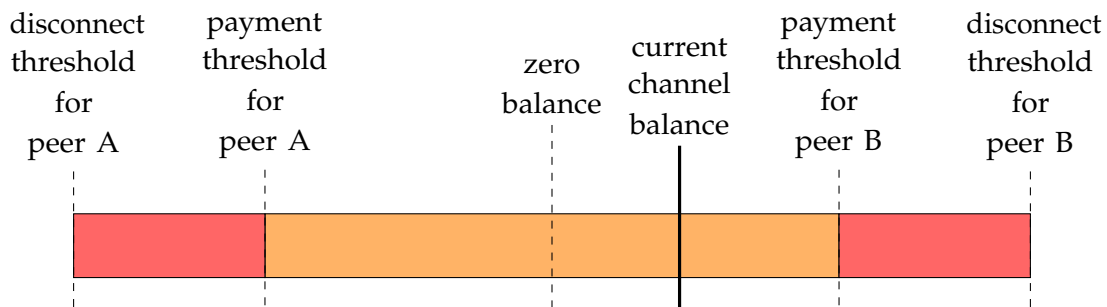 disconnect
threshold
for
peer A
payment
threshold
for
peer A
zero
balance
current
channel
balance
payment
threshold
for
peer B
disconnect
threshold
for
peer B